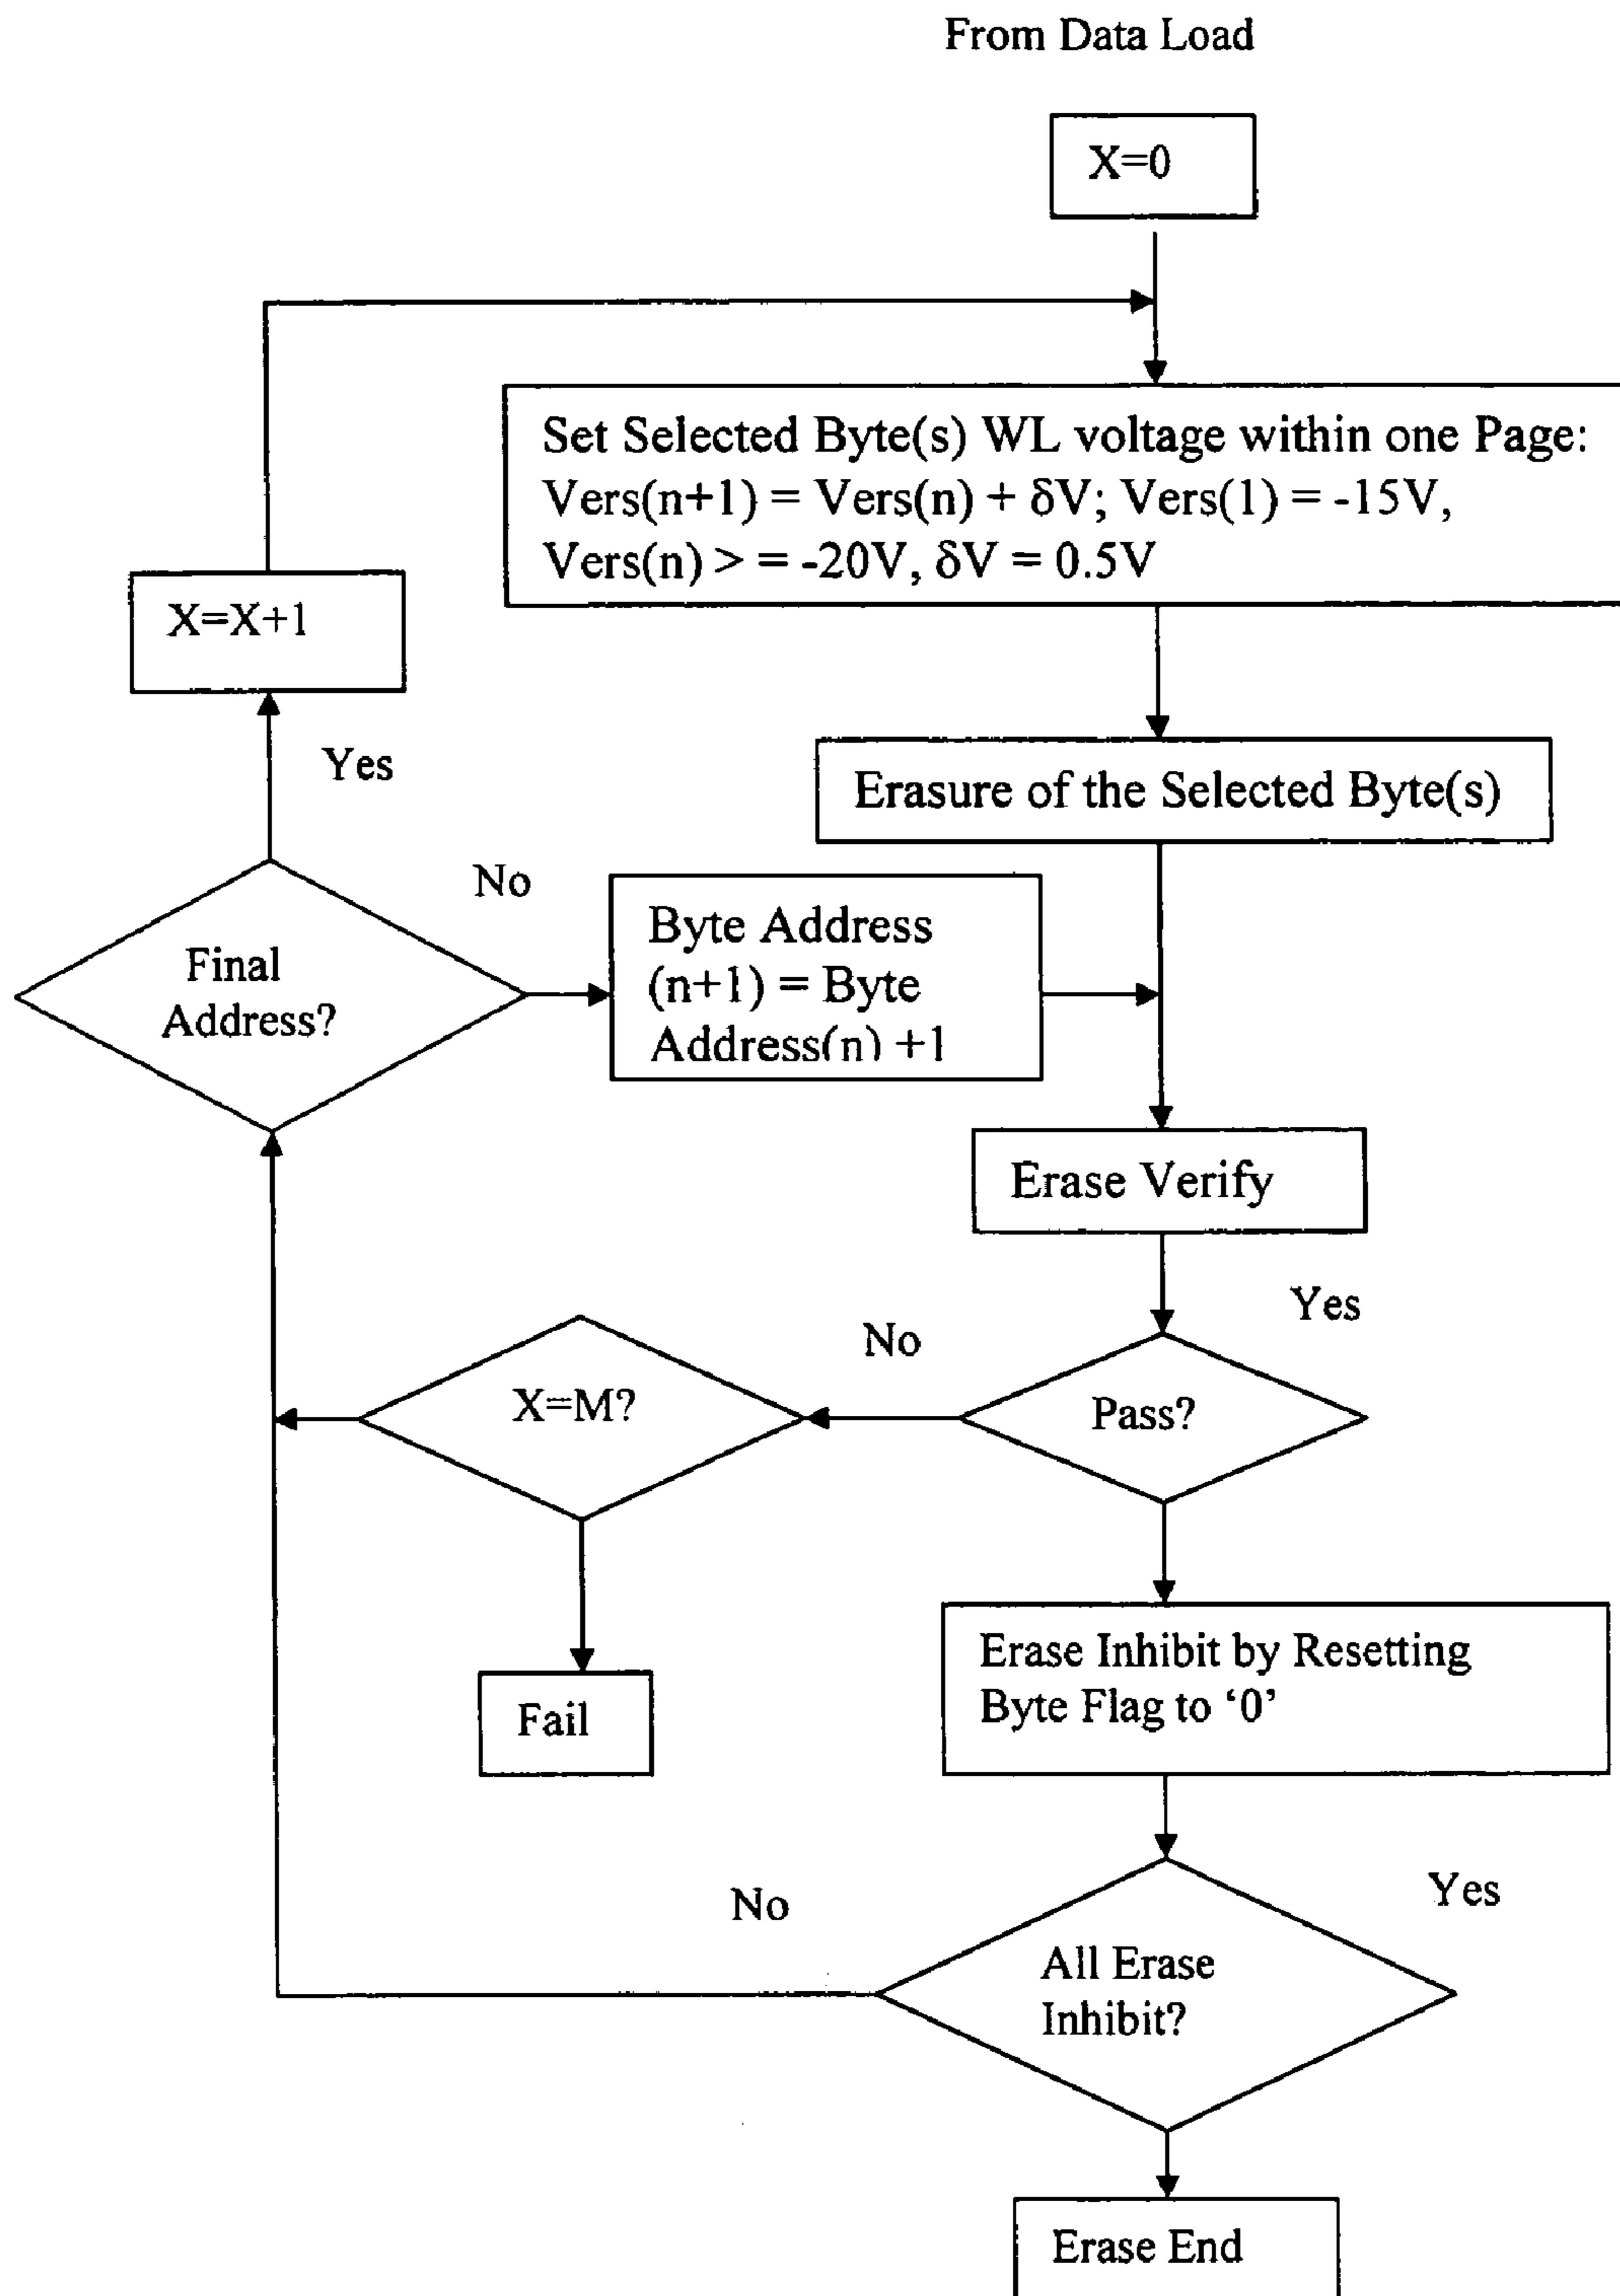 From Data Load
X=0
Set Selected Byte(s) WL voltage within one Page:
Vers(n+1) = Vers(n) + δV; Vers(1) = -15V,
Vers(n) > = -20V, δV = 0.5V
X=X+1
Yes
Erasure of the Selected Byte(s)
No
Byte Address
(n+1) = Byte
Address(n) +1
Final
Address?
Erase Verify
Yes
No
X=M?
Pass?
Erase Inhibit by Resetting
Byte Flag to ‘0’
Fail
No
Yes
All Erase
Inhibit?
Erase End